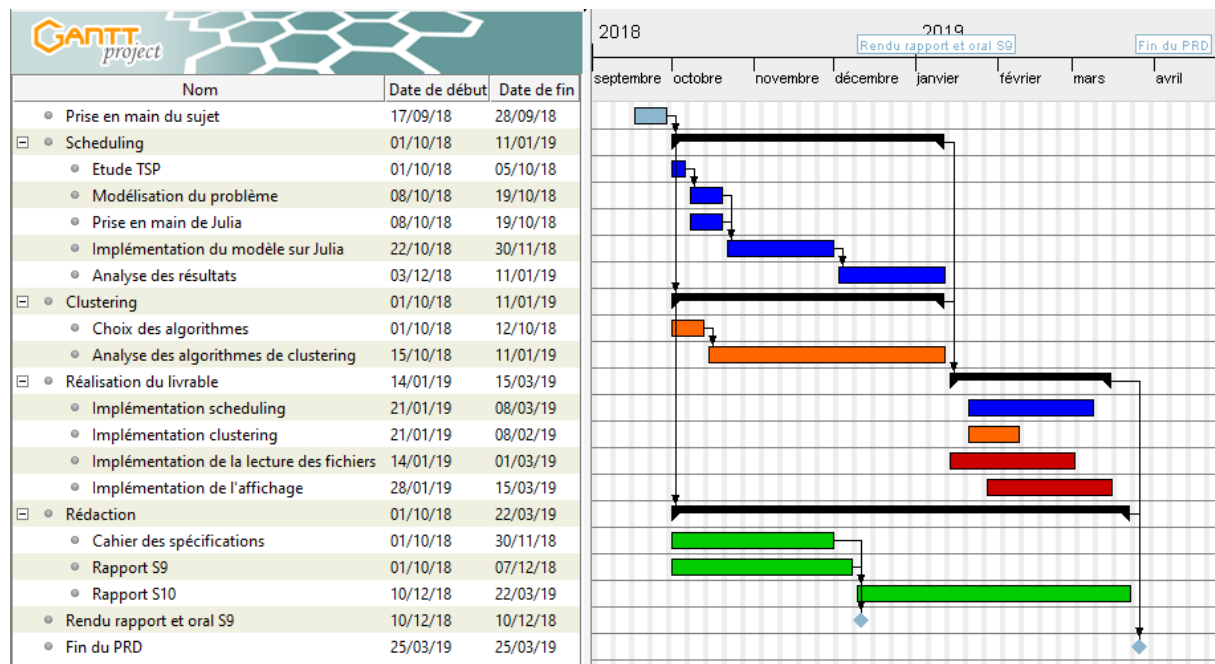 GANTT
project
2018
2019
Rendu rapport et oral S9
Fin du PRD
septembre octobre novembre décembre janvier février mars avril
Nom Date de début Date de fin
Prise en main du sujet 17/09/18 28/09/18
Scheduling 01/10/18 11/01/19
Etude TSP 01/10/18 05/10/18
Modélisation du problème 08/10/18 19/10/18
Prise en main de Julia 08/10/18 19/10/18
Implémentation du modèle sur Julia 22/10/18 30/11/18
Analyse des résultats 03/12/18 11/01/19
Clustering 01/10/18 11/01/19
Choix des algorithmes 01/10/18 12/10/18
Analyse des algorithmes de clustering 15/10/18 11/01/19
Réalisation du livrable 14/01/19 15/03/19
Implémentation scheduling 21/01/19 08/03/19
Implémentation clustering 21/01/19 08/02/19
Implémentation de la lecture des fichiers 14/01/19 01/03/19
Implémentation de l'affichage 28/01/19 15/03/19
Rédaction 01/10/18 22/03/19
Cahier des spécifications 01/10/18 30/11/18
Rapport S9 01/10/18 07/12/18
Rapport S10 10/12/18 22/03/19
Rendu rapport et oral S9 10/12/18 10/12/18
Fin du PRD 25/03/19 25/03/19